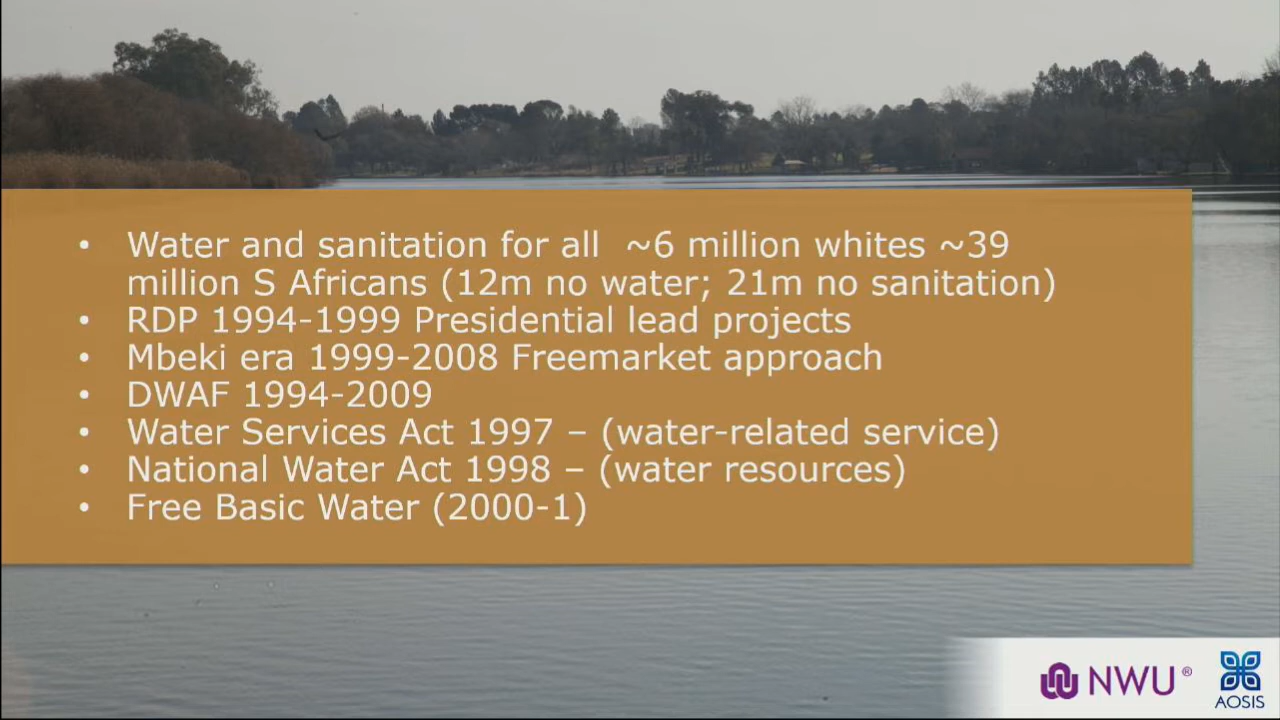 • Water and sanitation for all ~6 million whites ~39
million S Africans (12m no water; 21m no sanitation)
• RDP 1994-1999 Presidential lead projects
• Mbeki era 1999-2008 Freemarket approach
• DWAF 1994-2009
• Water Services Act 1997 – (water-related service)
• National Water Act 1998 – (water resources)
• Free Basic Water (2000-1)
NWU®
AOSIS